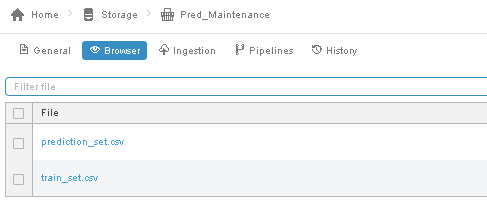 Home Storage Pred_Maintenance
General Browser Ingestion Pipelines History
Filter file
File
prediction_set.csv
train_set.csv